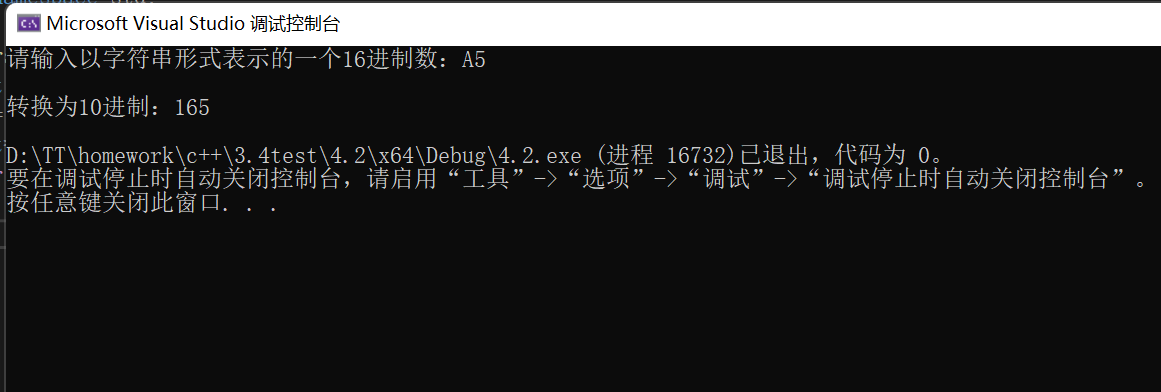 Microsoft Visual Studio 调试控制台
请输入以字符串形式表示的一个16进制数：A5
转换为10进制：165
D:\TT\homework\c++\3.4test\4.2\x64\Debug\4.2.exe (进程 16732)已退出，代码为 0。
要在调试停止时自动关闭控制台，请启用“工具”->“选项”->“调试”->“调试停止时自动关闭控制台”。
按任意键关闭此窗口. . .